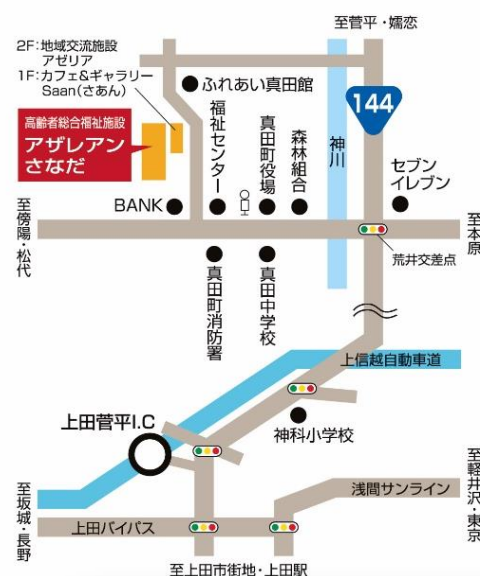 至菅平・嬬恋
2F:地域交流施設
アゼリア
1F:カフェ&ギャラリー
Saan(さあん)
ふれあい真田館
144
高齢者総合福祉施設
アザレアン
さなだ
福祉センター
真田町役場
森林組合
神川
セブン
イレブン
BANK
至傍陽・松代
至本原
荒井交差点
真田町消防署
真田中学校
上信越自動車道
上田菅平I.C
神科小学校
至坂城・長野
浅間サンライン
至軽井沢・東京
上田バイパス
至上田市街地・上田駅